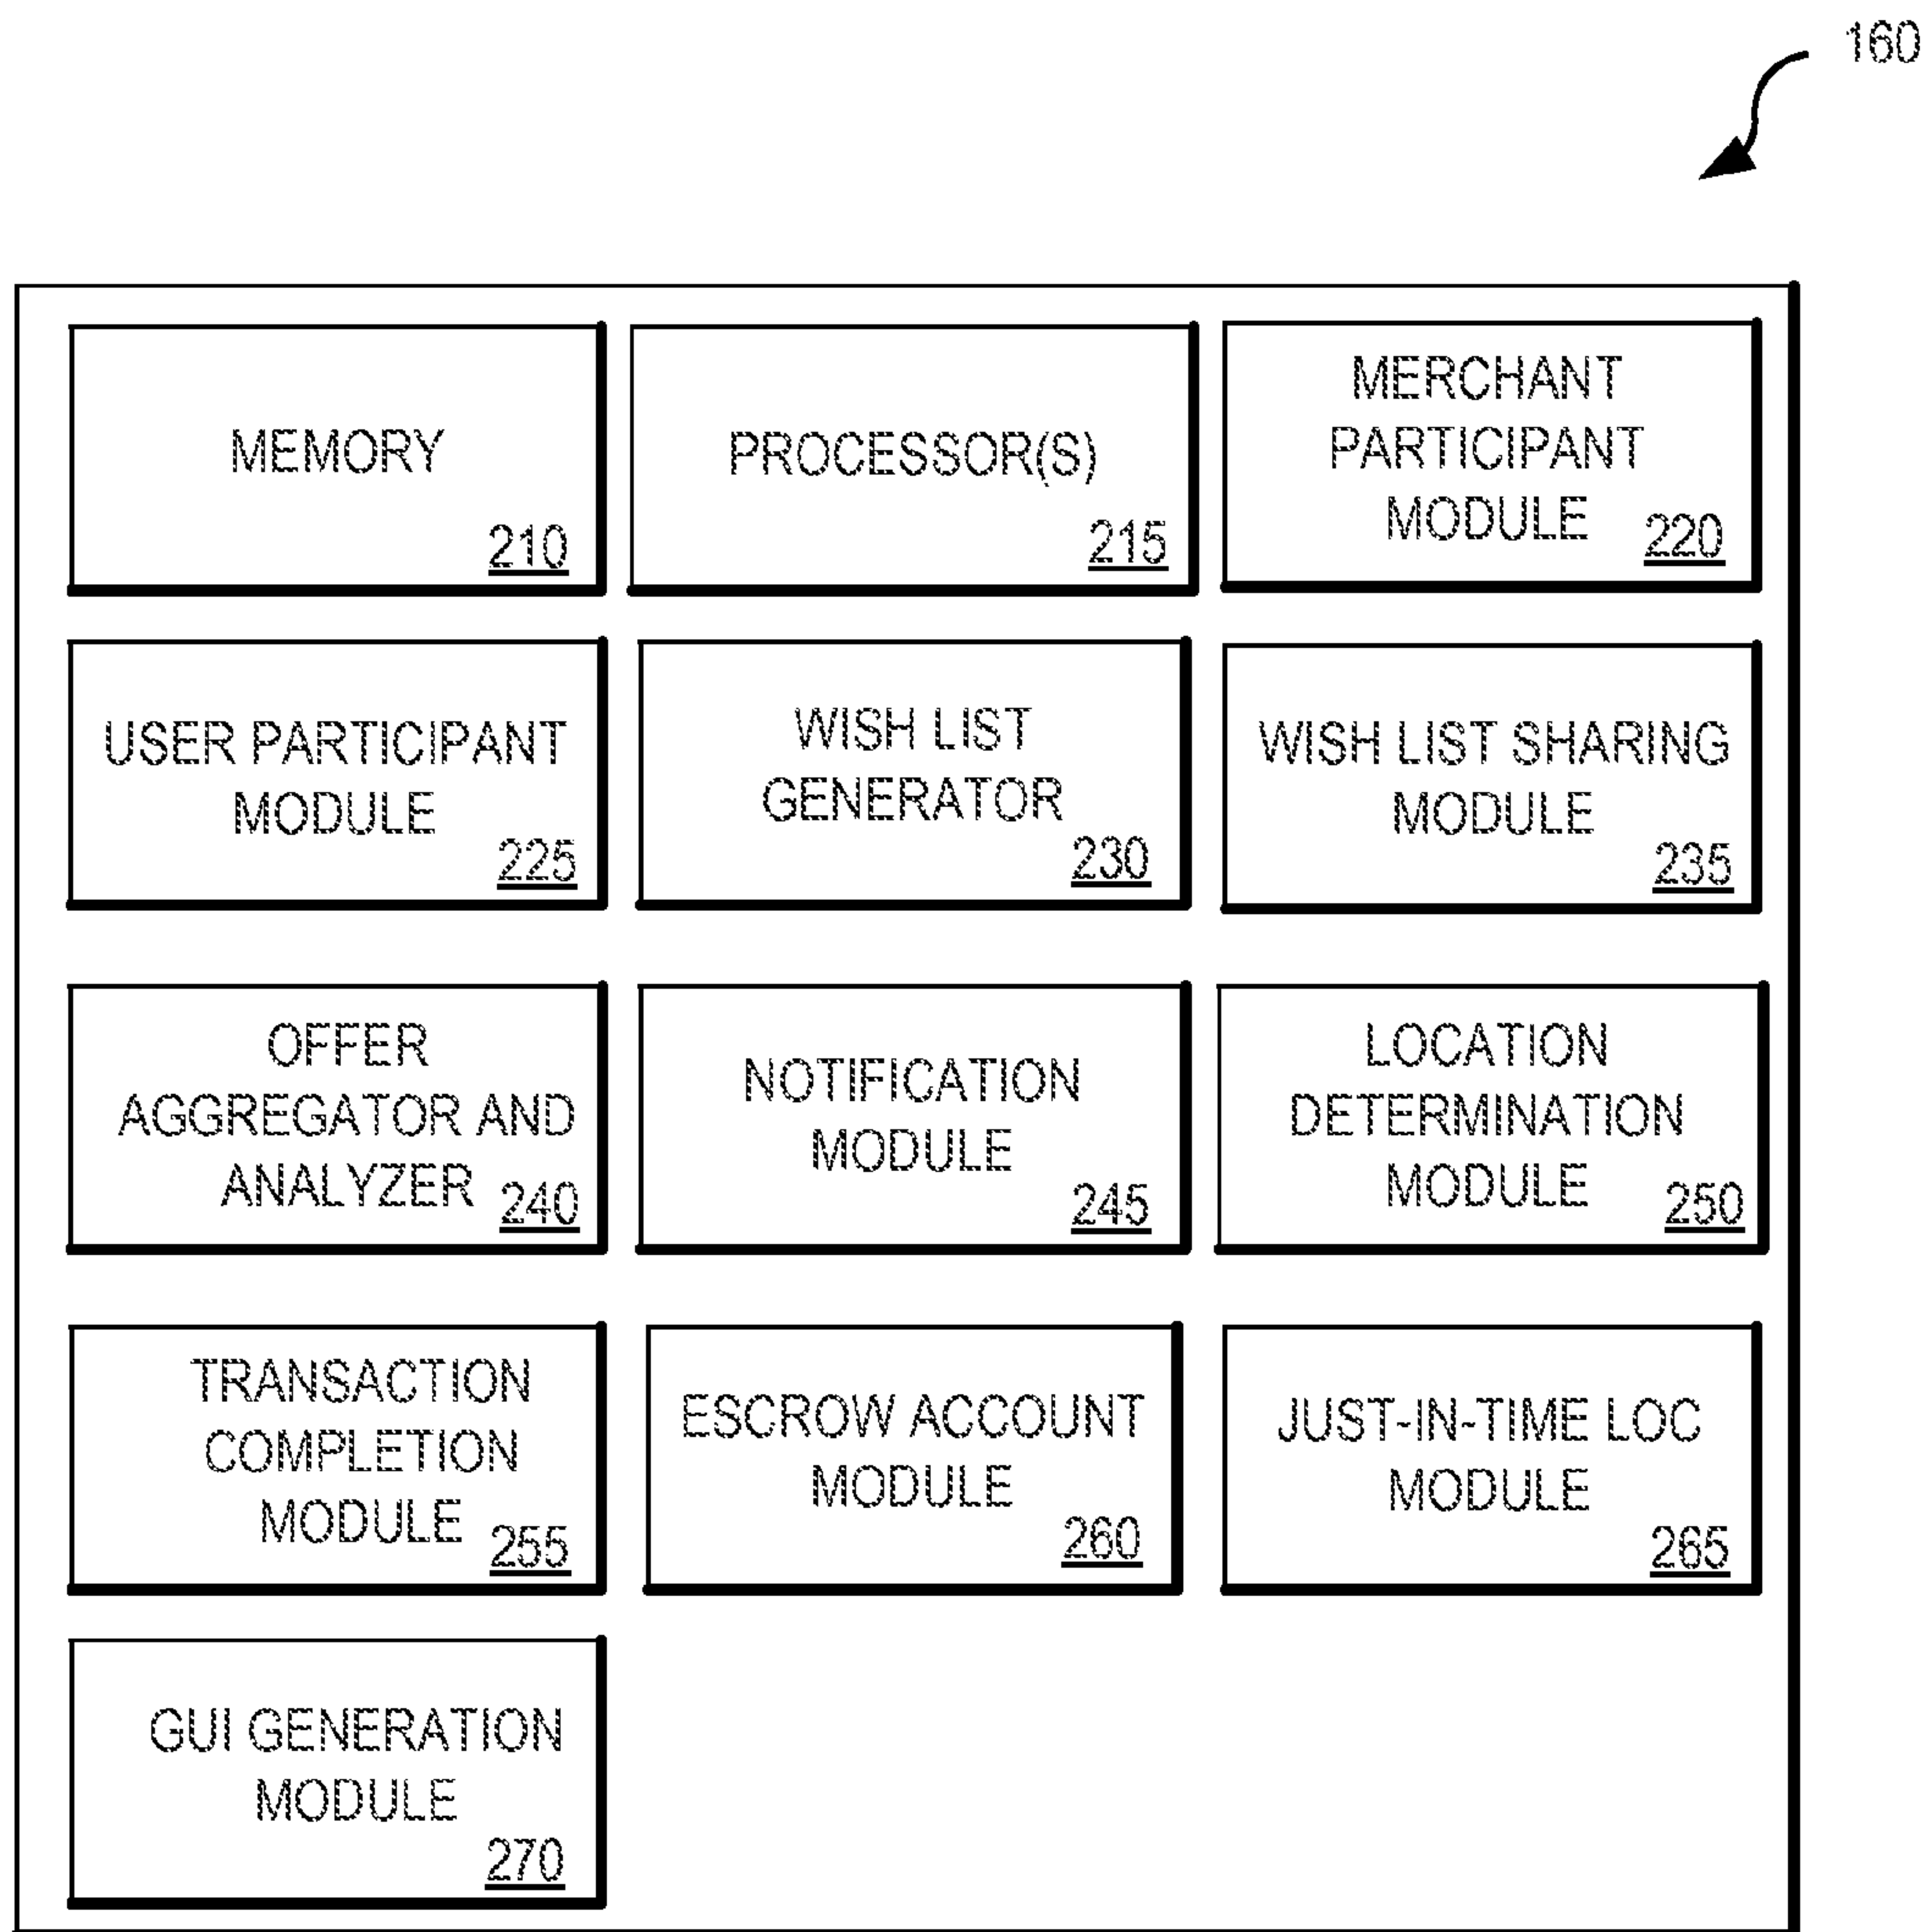 160
MEMORY
210
PROCESSOR(S)
215
MERCHANT
PARTICIPANT
MODULE
220
USER PARTICIPANT
MODULE
225
WISH LIST
GENERATOR
230
WISH LIST SHARING
MODULE
235
OFFER
AGGREGATOR AND
ANALYZER
240
NOTIFICATION
MODULE
245
LOCATION
DETERMINATION
MODULE
250
TRANSACTION
COMPLETION
MODULE
255
ESCROW ACCOUNT
MODULE
260
JUST-IN-TIME LOC
MODULE
265
GUI GENERATION
MODULE
270